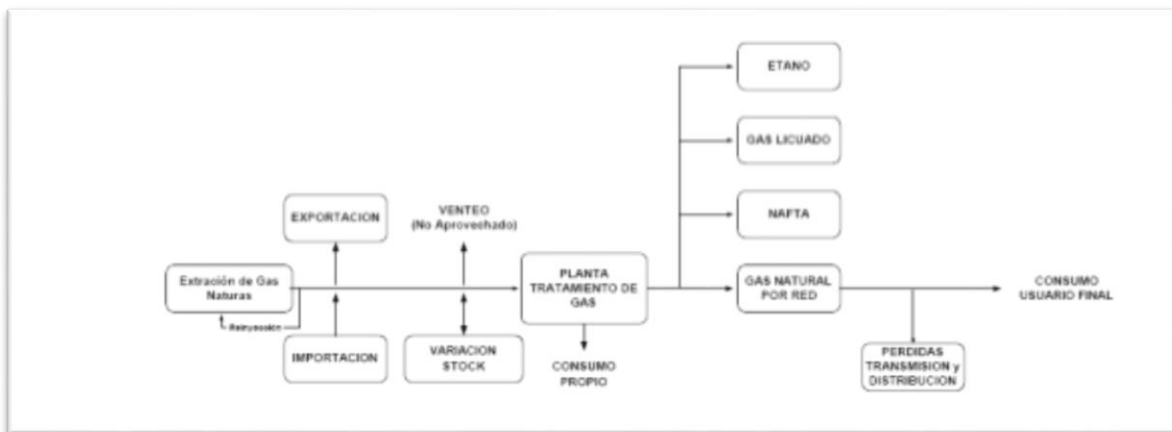 ETANO
GAS LICUADO
NAFTA
EXPORTACION
VENTEO
(No Aprovechado)
Extración de Gas
Naturas
Reinyección
IMPORTACION
VARIACION
STOCK
PLANTA
TRATAMIENTO DE
GAS
CONSUMO
PROPIO
GAS NATURAL
POR RED
CONSUMO
USUARIO FINAL
PERDIDAS
TRANSMISION y
DISTRIBUCION